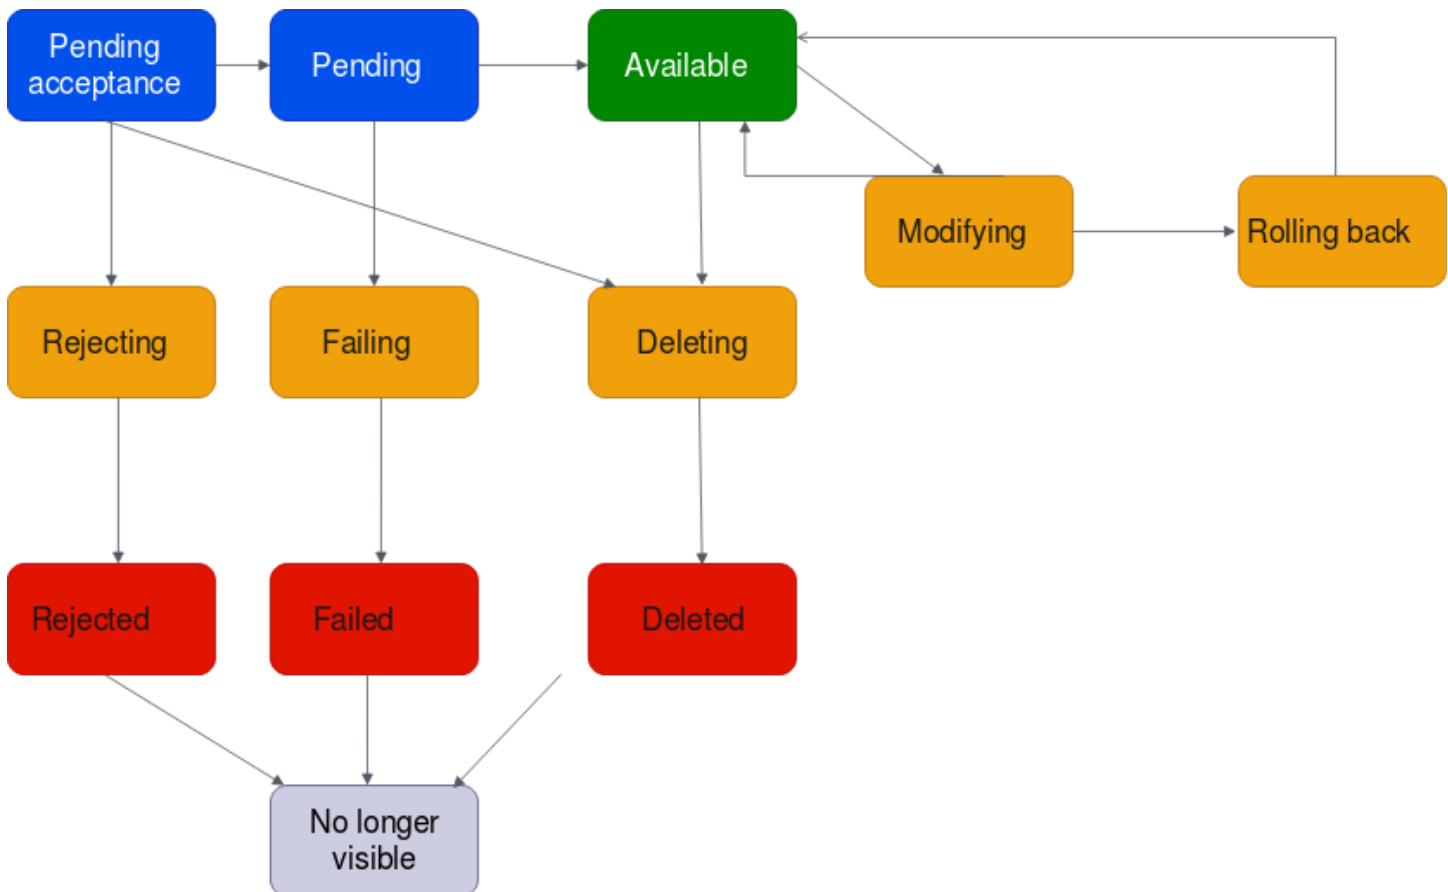 Pending
acceptance
Pending
Available
Modifying
Rolling back
Rejecting
Failing
Deleting
Rejected
Failed
Deleted
No longer
visible